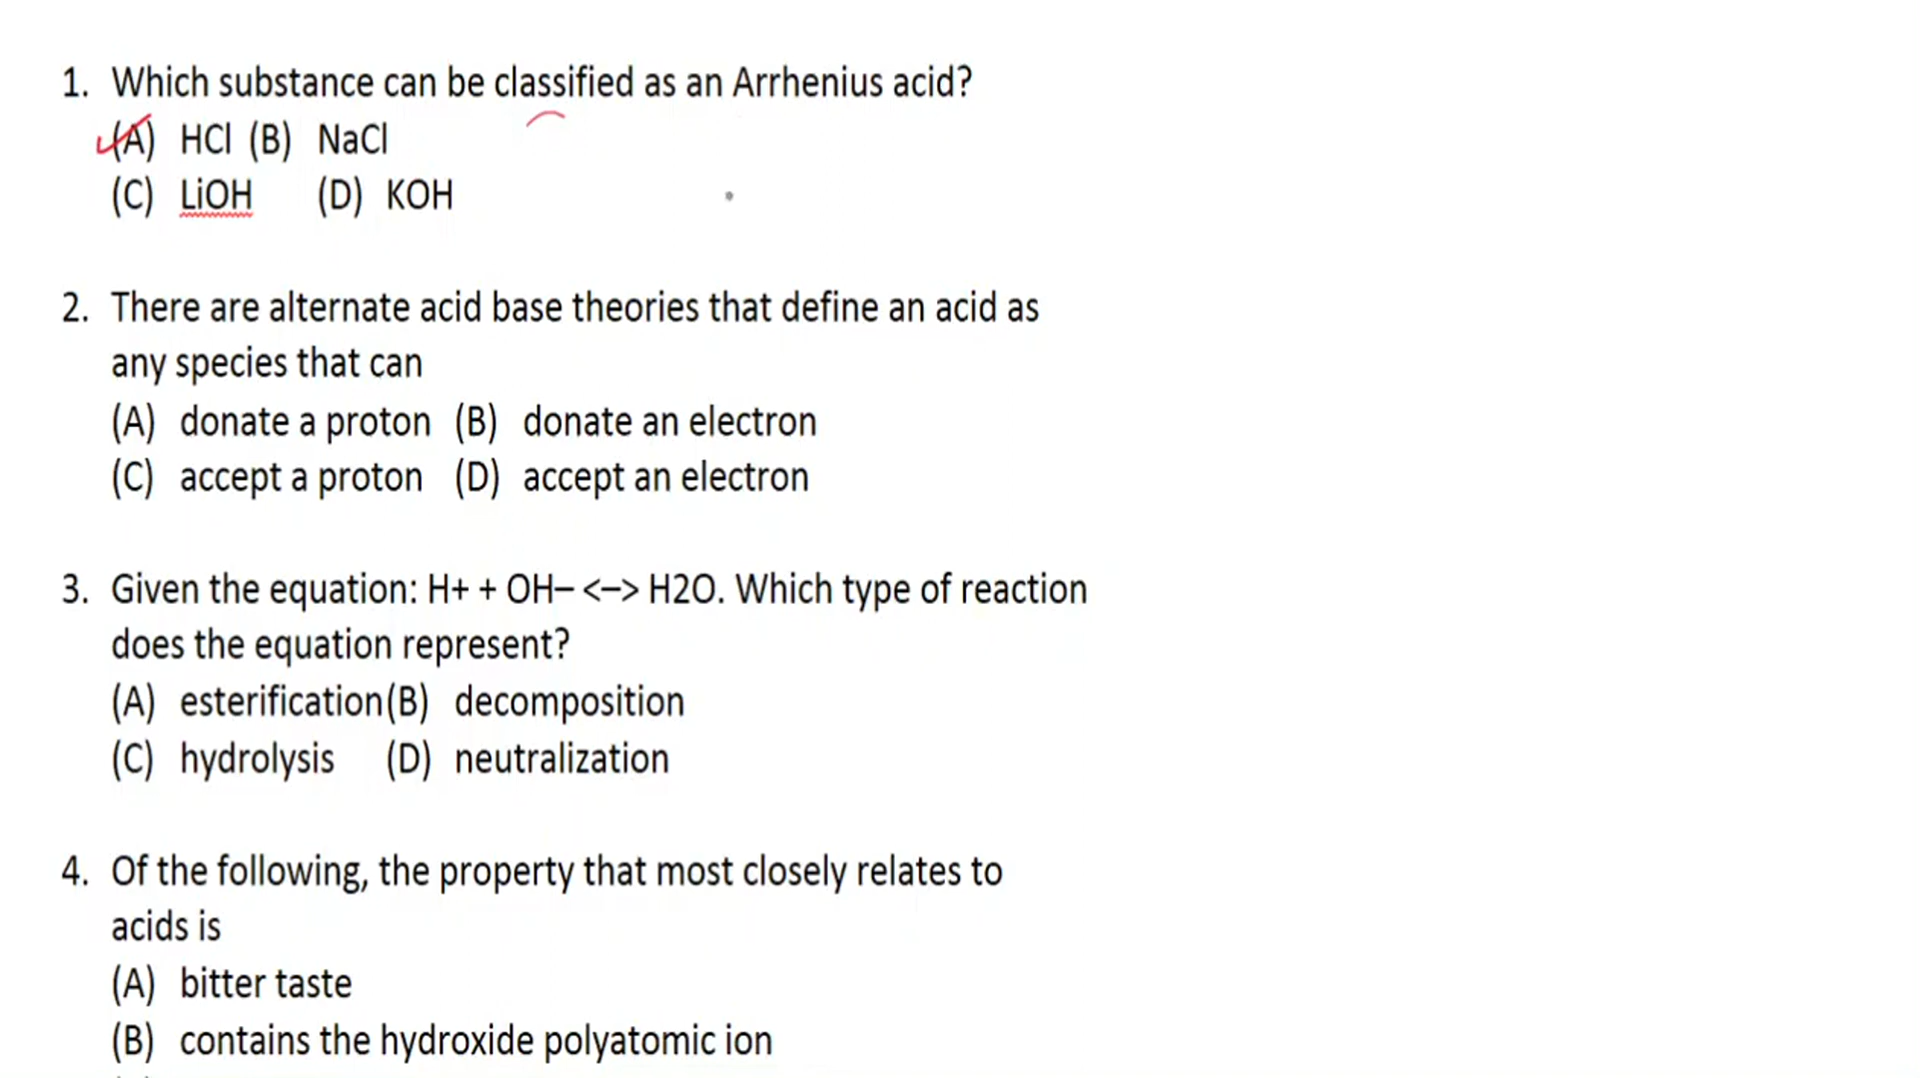 1. Which substance can be classified as an Arrhenius acid?
(A) HCl (B) NaCl
(C) LiOH (D) KOH
2. There are alternate acid base theories that define an acid as
any species that can
(A) donate a proton (B) donate an electron
(C) accept a proton (D) accept an electron
3. Given the equation: H+ + OH– <–> H2O. Which type of reaction
does the equation represent?
(A) esterification(B) decomposition
(C) hydrolysis (D) neutralization
4. Of the following, the property that most closely relates to
acids is
(A) bitter taste
(B) contains the hydroxide polyatomic ion